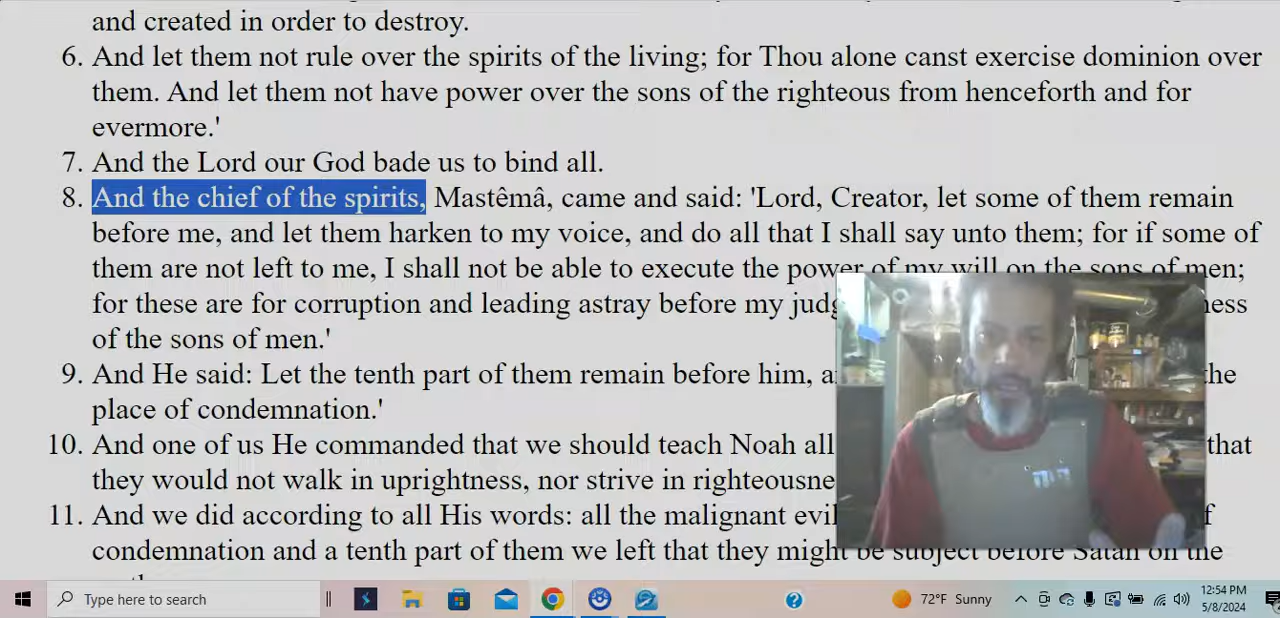 and created in order to destroy.
6. And let them not rule over the spirits of the living; for Thou alone canst exercise dominion over
them. And let them not have power over the sons of the righteous from henceforth and for
evermore.'
7. And the Lord our God bade us to bind all.
8. And the chief of the spirits, Mastêmâ, came and said: 'Lord, Creator, let some of them remain
before me, and let them harken to my voice, and do all that I shall say unto them; for if some of
them are not left to me, I shall not be able to execute the power of my will on the sons of men;
for these are for corruption and leading astray before my
of the sons of men.'
9. And He said: Let the tenth part of them remain before him, the
place of condemnation.'
10. And one of us He commanded that we should teach Noah all that
they would not walk in uprightness, nor strive in
11. And we did according to all His words: all the malignant
condemnation and a tenth part of them we left that they might be subject before Satan on the
Type here to search
72°F Sunny
12:54 PM
5/8/2024